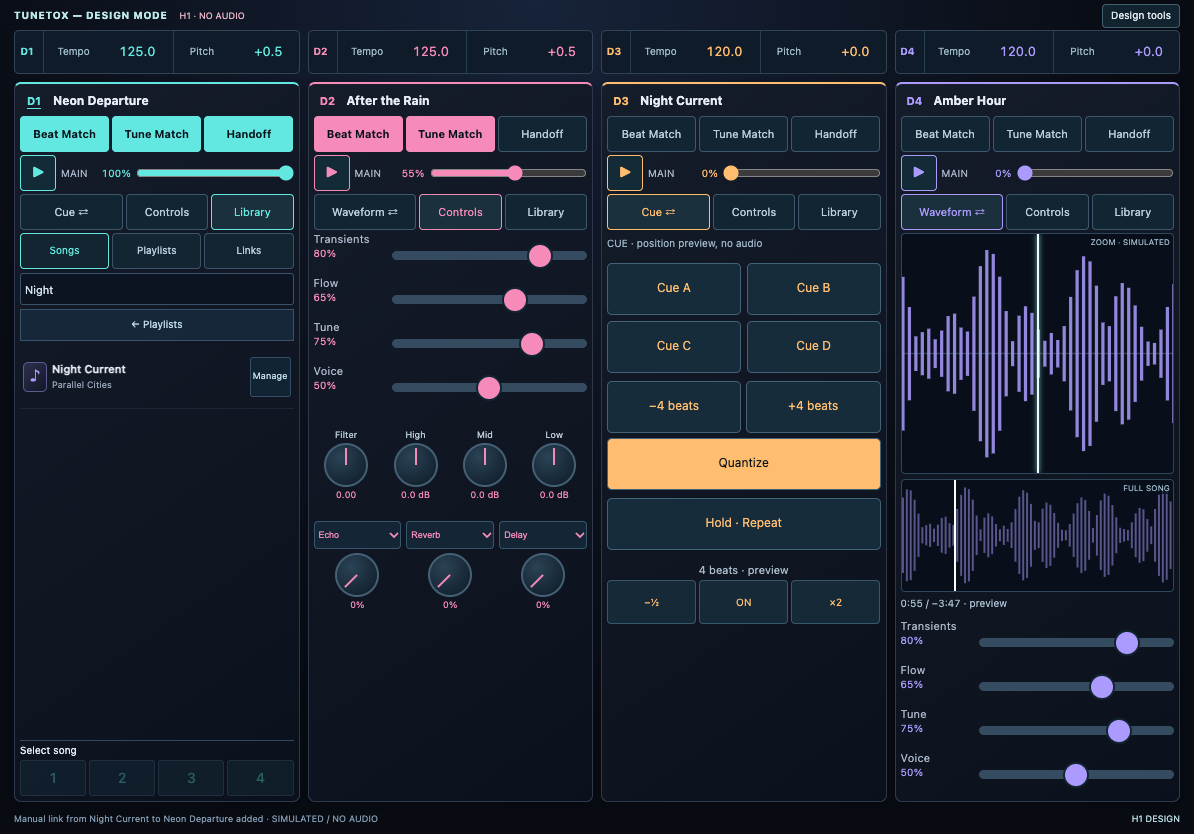 TUNETOX — DESIGN MODE H1 · NO AUDIO Design tools
D1 Tempo 125.0 Pitch +0.5
D2 Tempo 125.0 Pitch +0.5
D3 Tempo 120.0 Pitch +0.0
D4 Tempo 120.0 Pitch +0.0
D1 Neon Departure
Beat Match Tune Match Handoff
MAIN 100%
Cue ⇄ Controls Library
Songs Playlists Links
Night
← Playlists
Night Current
Parallel Cities
Manage
Select song
1 2 3 4
D2 After the Rain
Beat Match Tune Match Handoff
MAIN 55%
Waveform ⇄ Controls Library
Transients
80%
Flow
65%
Tune
75%
Voice
50%
Filter High Mid Low
0.00 0.0 dB 0.0 dB 0.0 dB
Echo Reverb Delay
0% 0% 0%
D3 Night Current
Beat Match Tune Match Handoff
MAIN 0%
Cue ⇄ Controls Library
CUE · position preview, no audio
Cue A Cue B
Cue C Cue D
−4 beats +4 beats
Quantize
Hold · Repeat
4 beats · preview
−½ ON ×2
D4 Amber Hour
Beat Match Tune Match Handoff
MAIN 0%
Waveform ⇄ Controls Library
ZOOM · SIMULATED
FULL SONG
0:55 / −3:47 · preview
Transients
80%
Flow
65%
Tune
75%
Voice
50%
Manual link from Night Current to Neon Departure added · SIMULATED / NO AUDIO H1 DESIGN